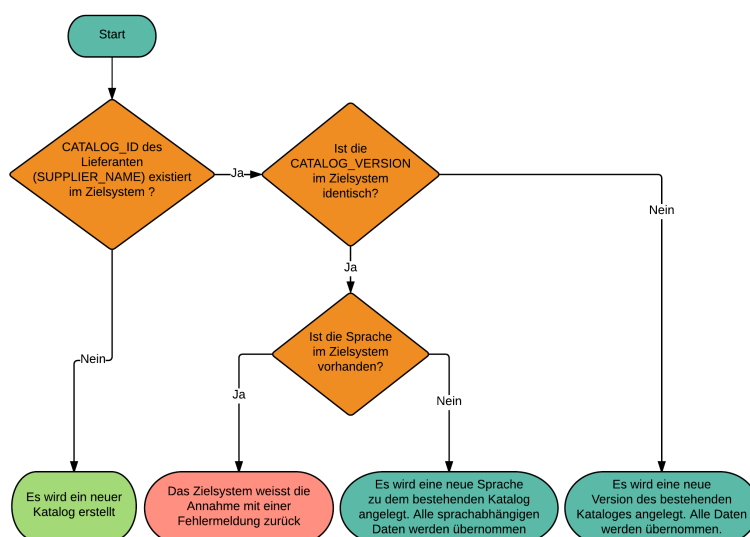 Start
CATALOG_ID des
Lieferanten
(SUPPLIER_NAME) existiert
im Zielsystem ?
Ja
Ist die
CATALOG_VERSION
im Zielsystem
identisch?
Nein
Ja
Ist die Sprache
im Zielsystem
vorhanden?
Nein
Ja
Nein
Es wird ein neuer
Katalog erstellt
Das Zielsystem weisst die
Annahme mit einer
Fehlermeldung zurück
Es wird eine neue Sprache
zu dem bestehenden Katalog
angelegt. Alle sprachabhängigen
Daten werden übernommen
Es wird eine neue
Version des bestehenden
Kataloges angelegt. Alle Daten
werden übernommen.